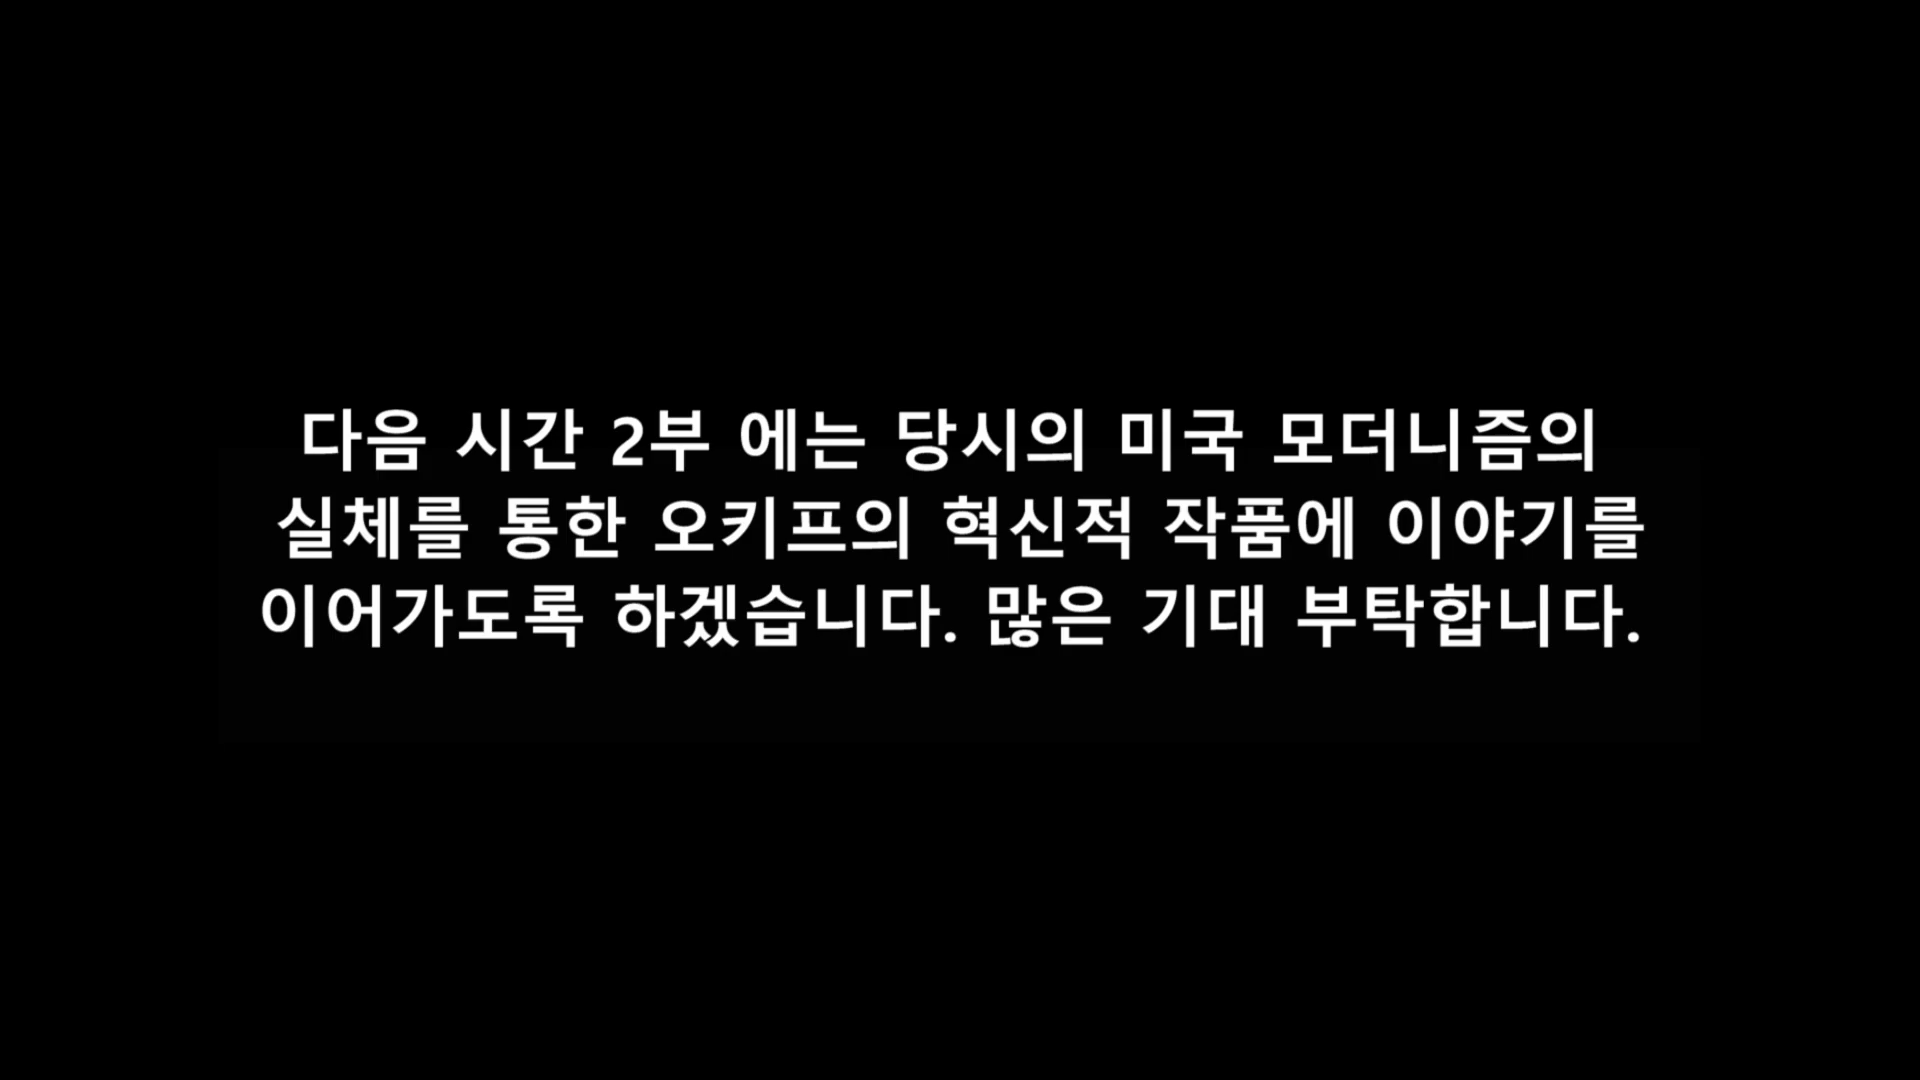 다음 시간 2부 에는 당시의 미국 모더니즘의
실체를 통한 오키프의 혁신적 작품에 이야기를
이어가도록 하겠습니다. 많은 기대 부탁합니다.